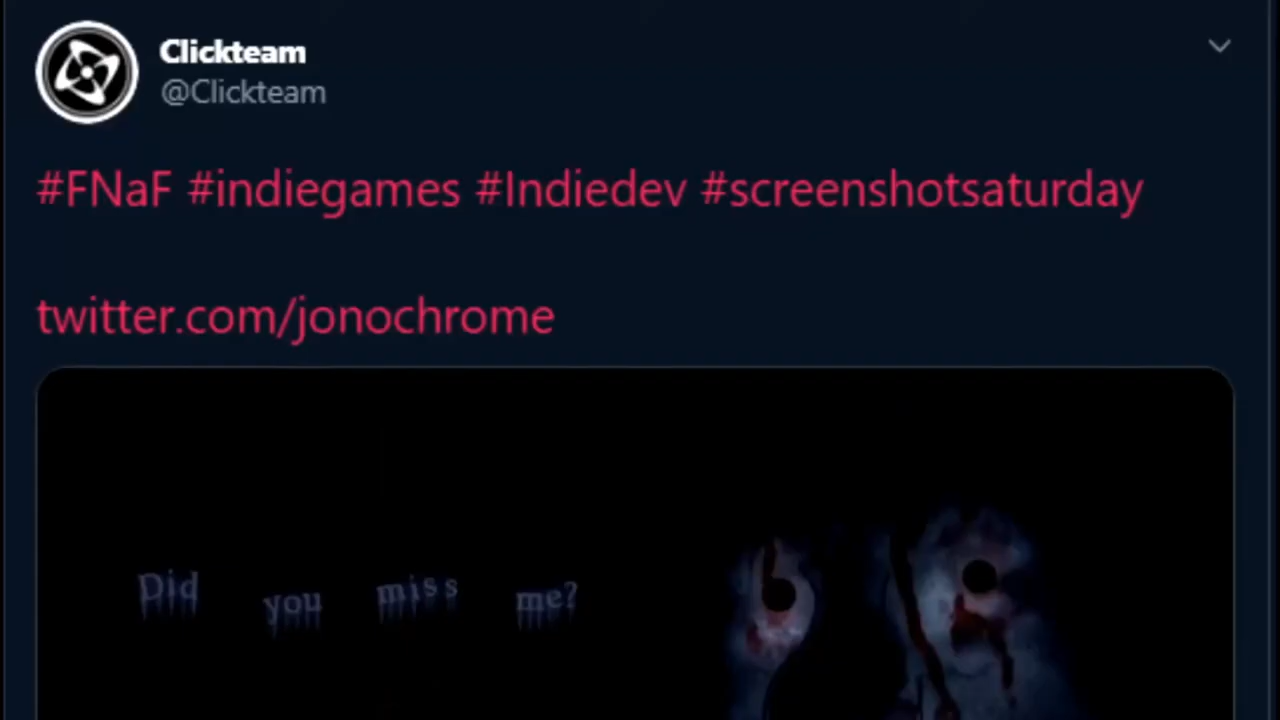 Clickteam
@Clickteam
#FNaF #indiegames #Indiedev #screenshotsaturday
twitter.com/jonochrome
Did you miss me?